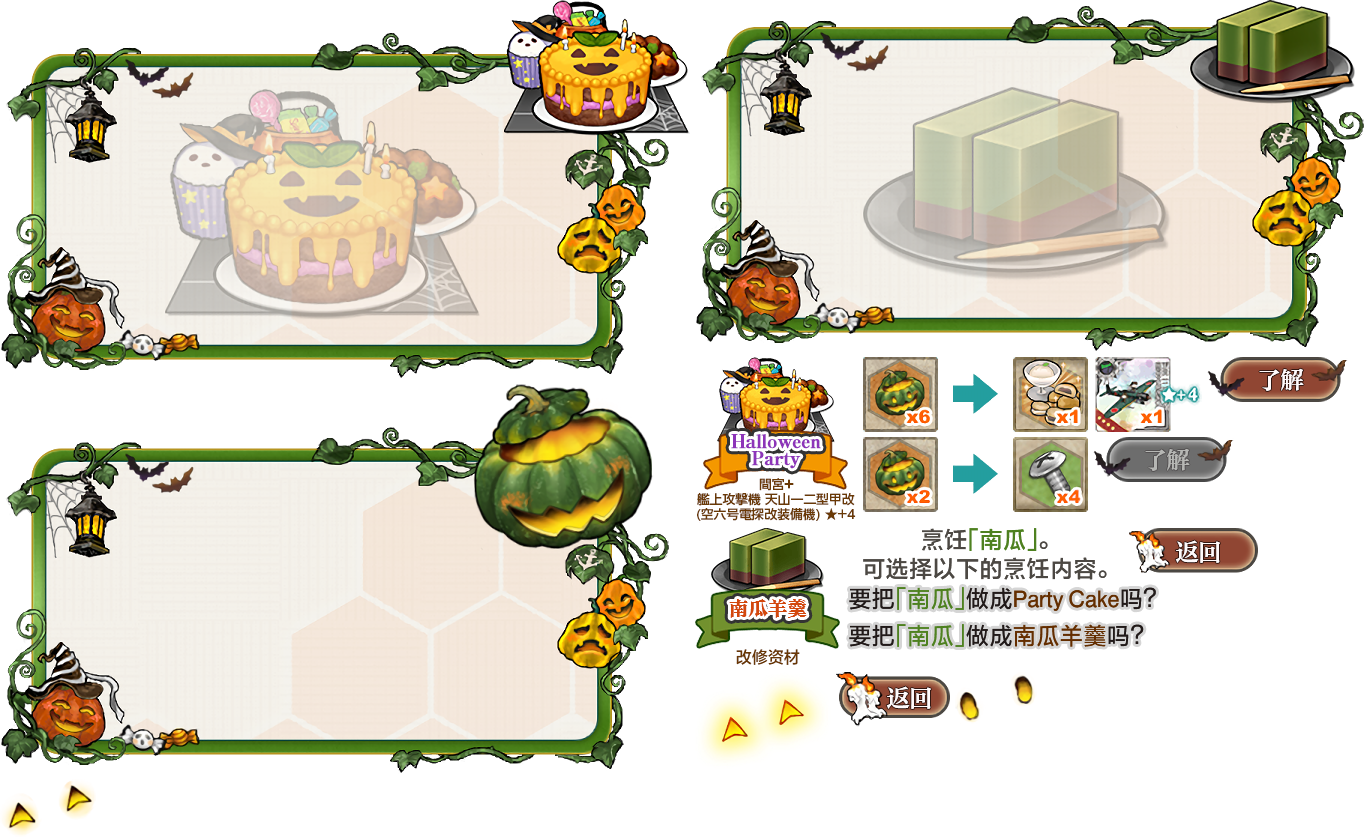 Halloween
Party
間宮+
艦上攻撃機 天山一二型甲改
(空六号電探改装備機) ★+4
x6
x1
x1
★+4
了解
x2
x4
了解
南瓜羊羹
改修资材
烹饪「南瓜」。
可选择以下的烹饪内容。
返回
要把「南瓜」做成Party Cake吗?
要把「南瓜」做成南瓜羊羹吗?
返回